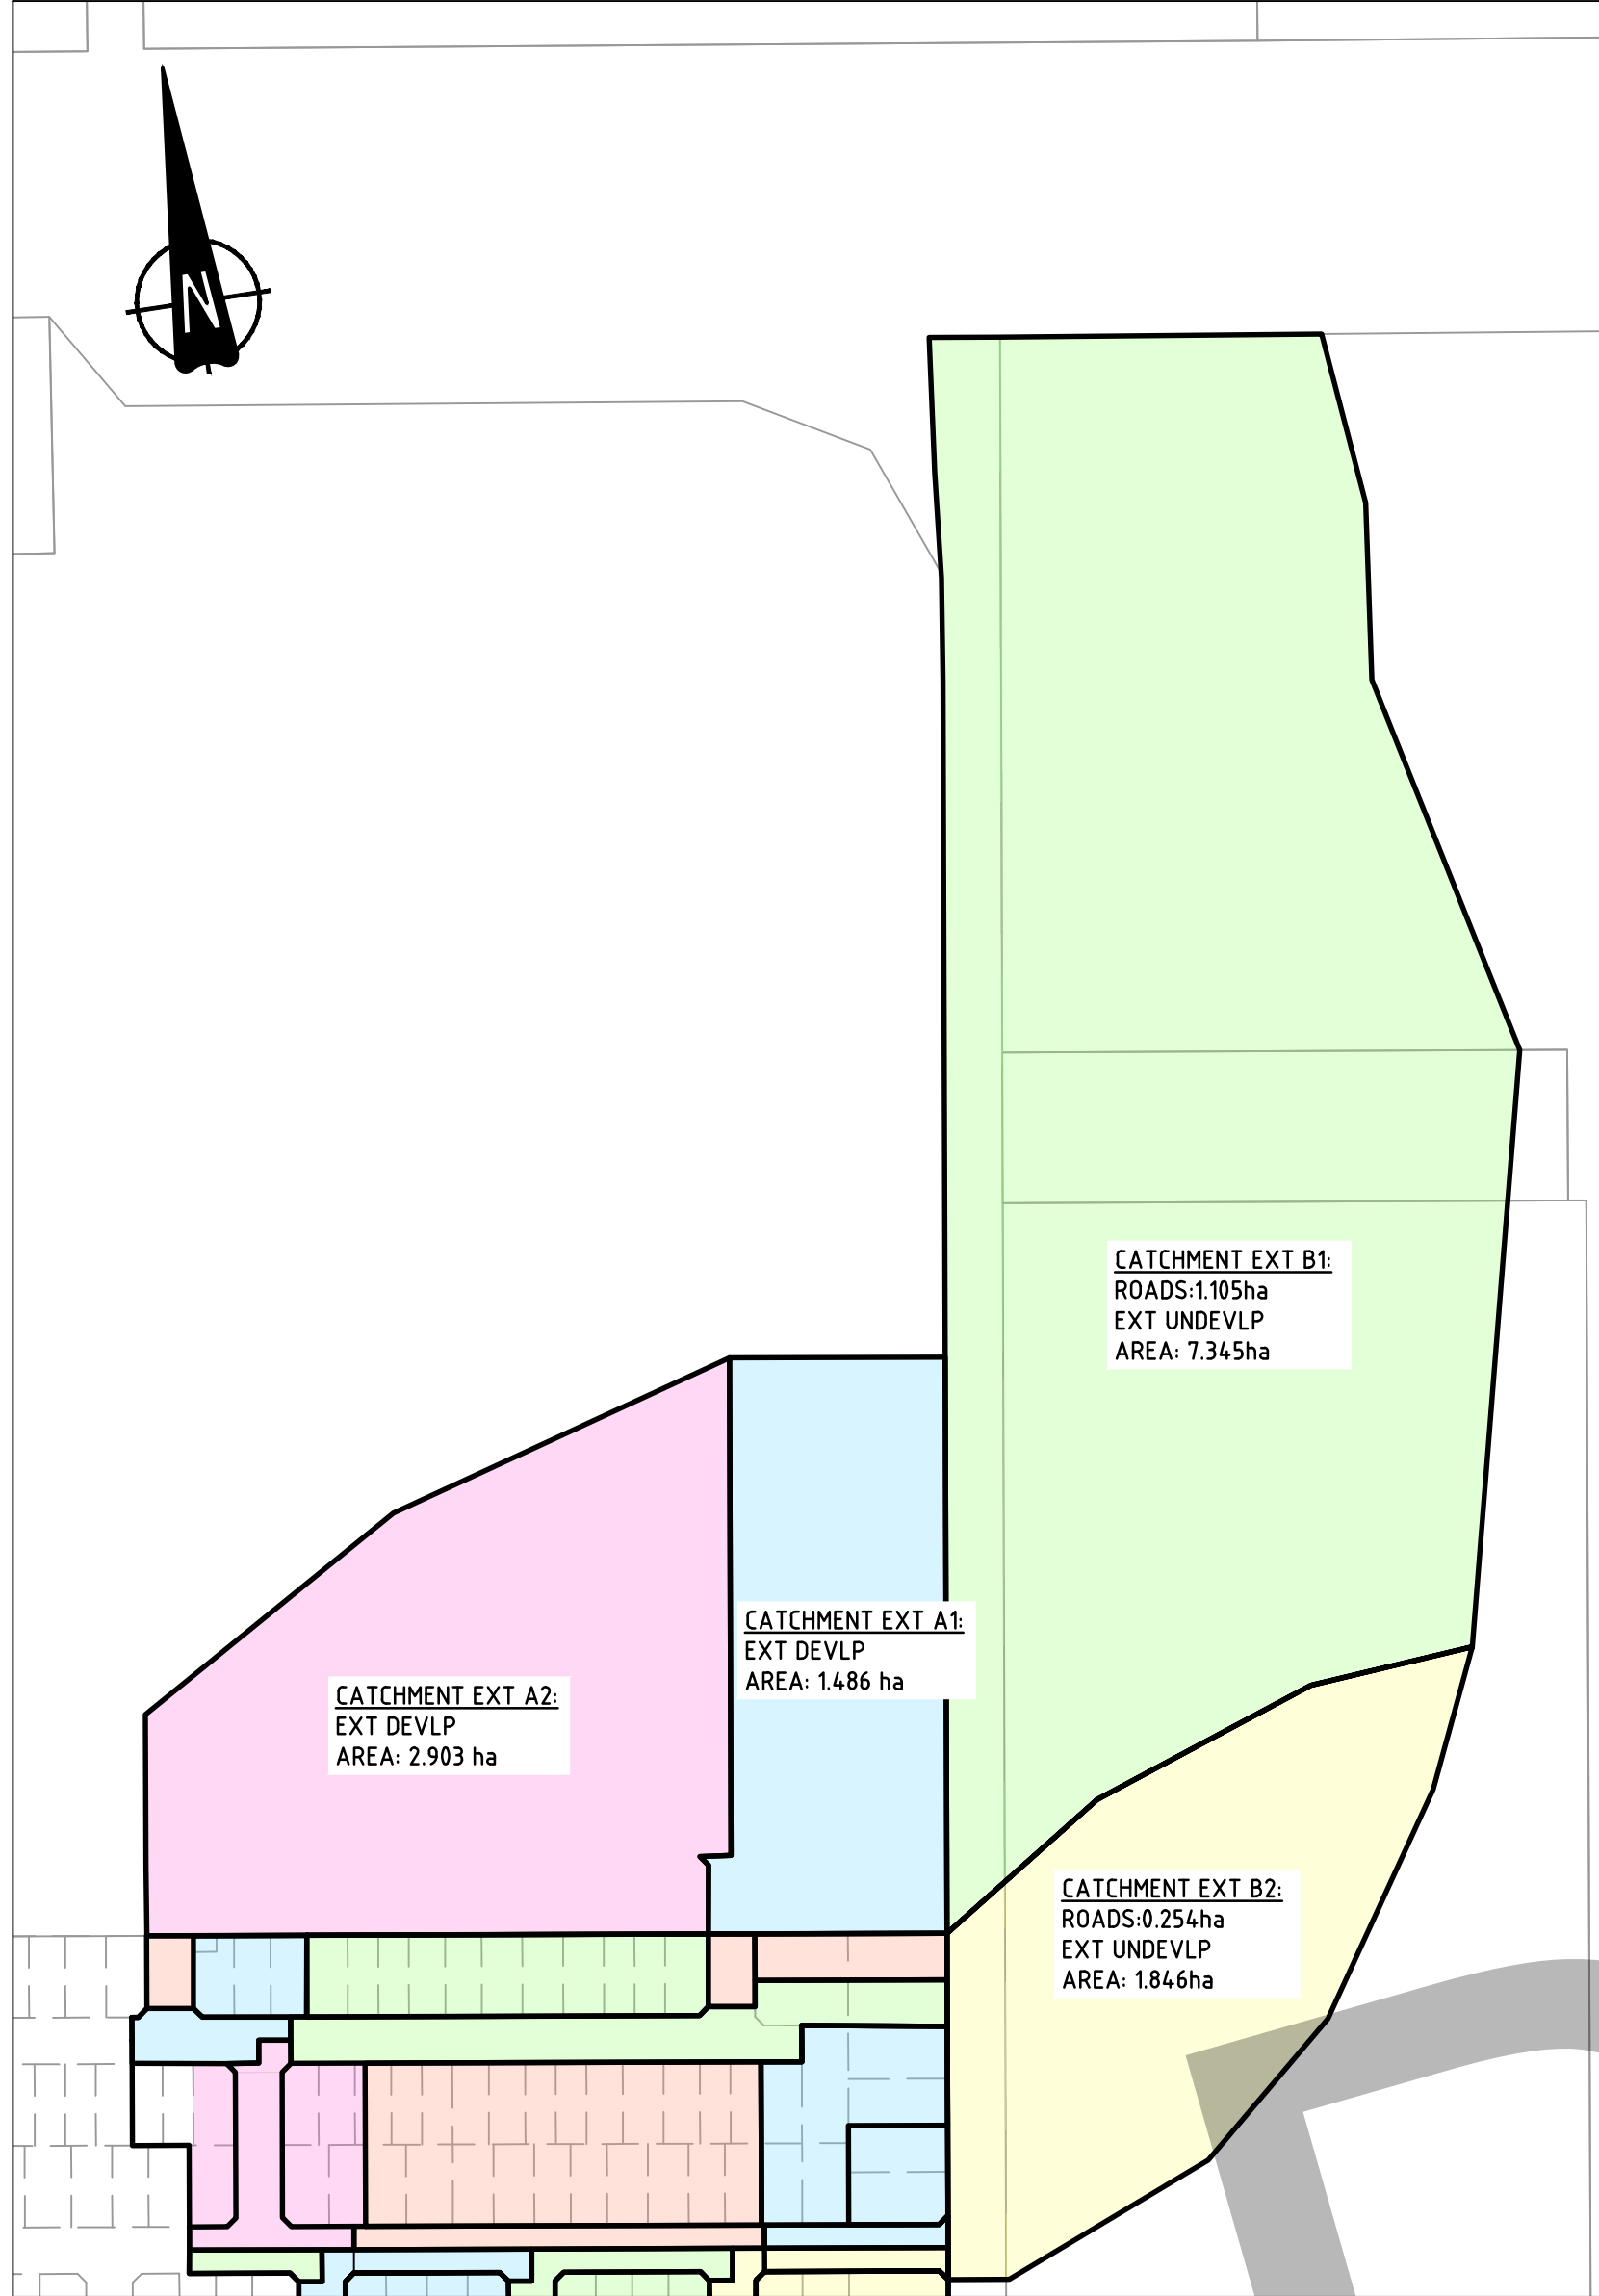 N
CATCHMENT EXT B1:
ROADS:1.105ha
EXT UNDEVLP
AREA: 7.345ha
CATCHMENT EXT A1:
EXT DEVLP
AREA: 1.486 ha
CATCHMENT EXT A2:
EXT DEVLP
AREA: 2.903 ha
CATCHMENT EXT B2:
ROADS:0.254ha
EXT UNDEVLP
AREA: 1.846ha